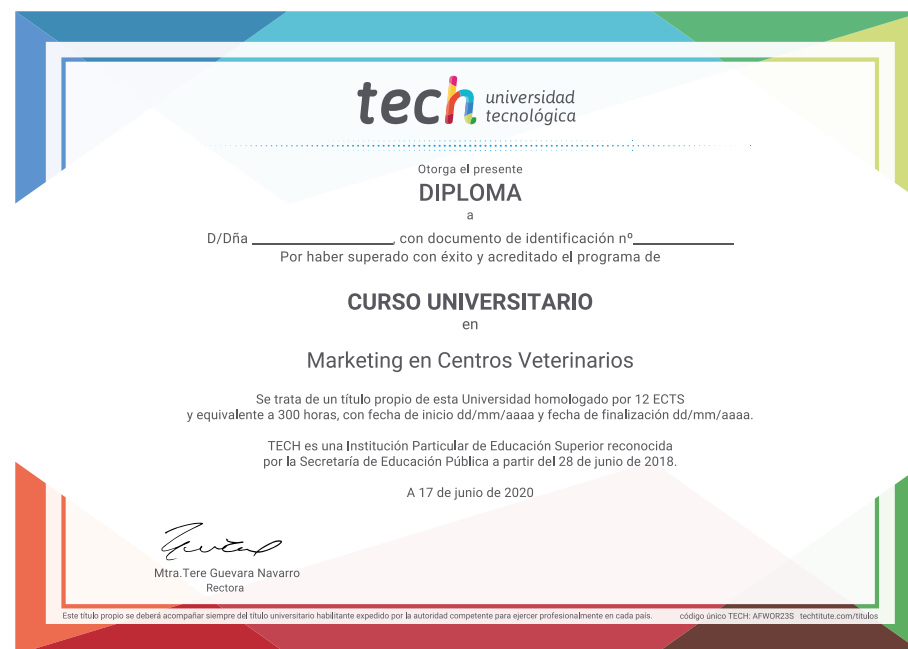 tech universidad
tecnológica
Otorga el presente
DIPLOMA
a
D/Dña ____________________, con documento de identificación nº______________
Por haber superado con éxito y acreditado el programa de
CURSO UNIVERSITARIO
en
Marketing en Centros Veterinarios
Se trata de un título propio de esta Universidad homologado por 12 ECTS
y equivalente a 300 horas, con fecha de inicio dd/mm/aaaa y fecha de finalización dd/mm/aaaa.
TECH es una Institución Particular de Educación Superior reconocida
por la Secretaría de Educación Pública a partir del 28 de junio de 2018.
A 17 de junio de 2020
Mtra.Tere Guevara Navarro
Rectora
Este título propio se deberá acompañar siempre del título universitario habilitante expedido por la autoridad competente para ejercer profesionalmente en cada país. código único TECH: AFWOR23S techtitute.com/titulos